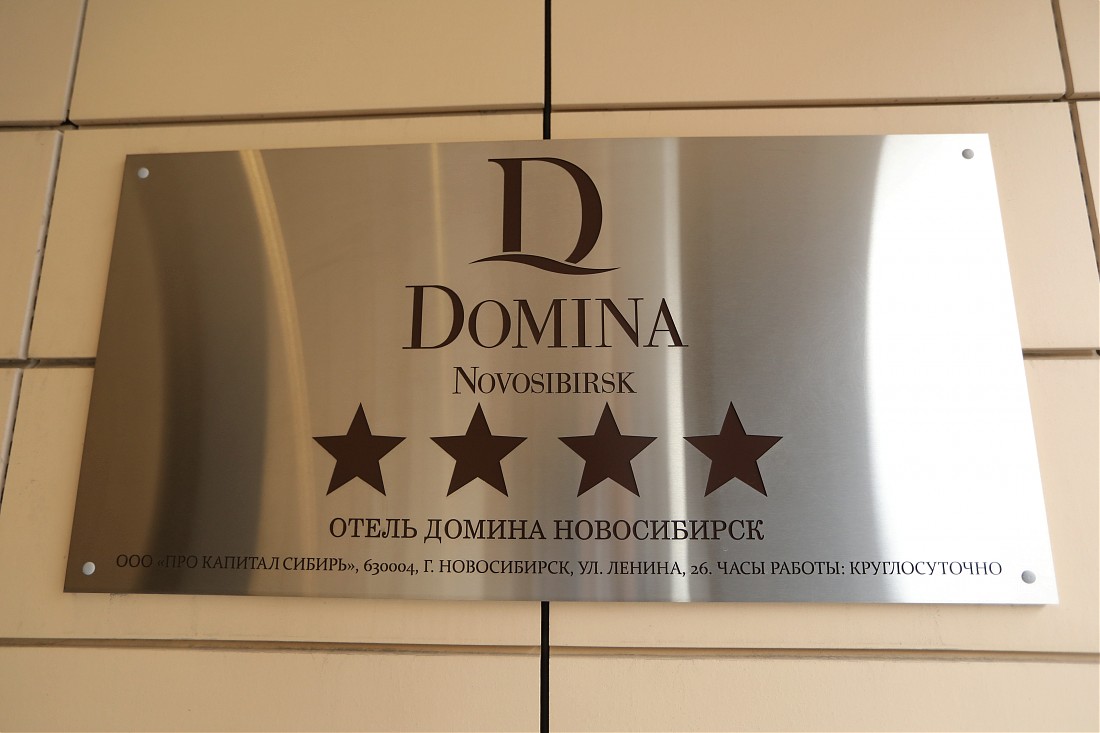 D
DOMINA
NOVOSIBIRSK
ОТЕЛЬ ДОМИНА НОВОСИБИРСК
ООО «ПРО КАПИТАЛ СИБИРЬ», 630004, Г. НОВОСИБИРСК, УЛ. ЛЕНИНА, 26. ЧАСЫ РАБОТЫ: КРУГЛОСУТОЧНО